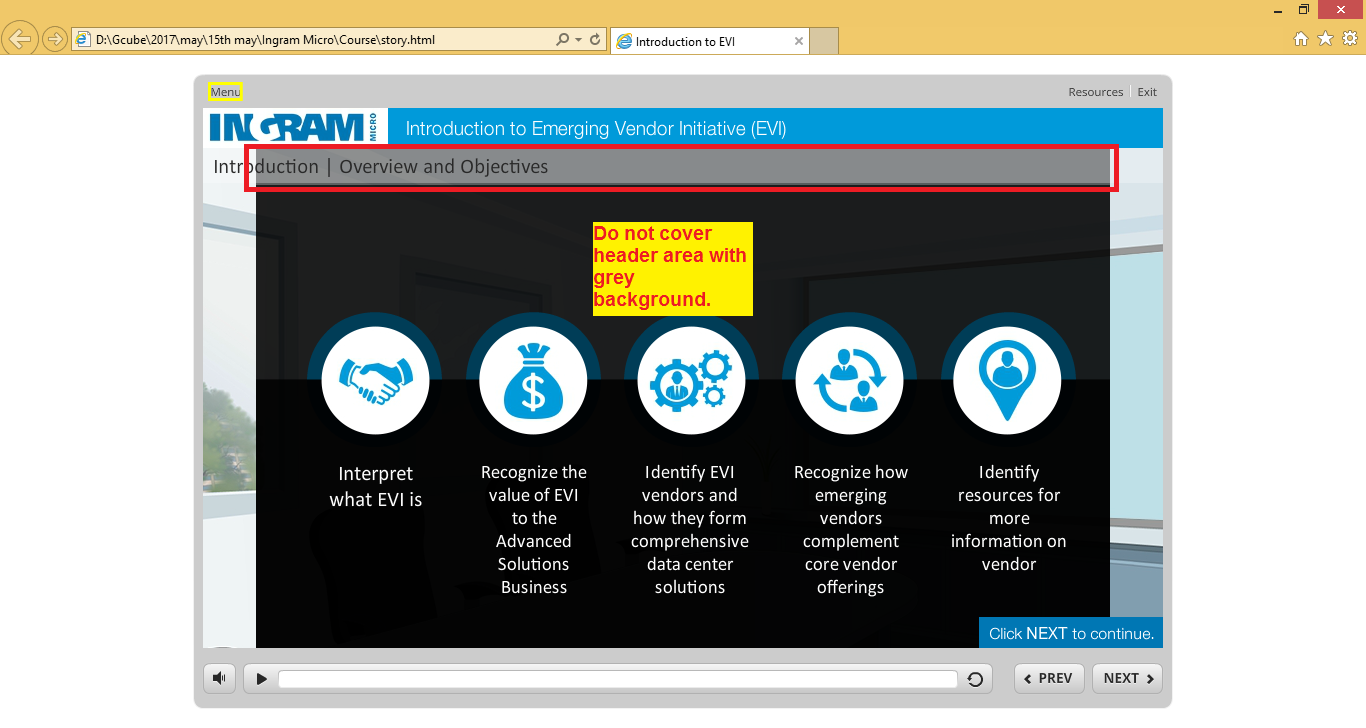 D:\Gcube\2017\may\15th may\Ingram Micro\Course\story.html
Introduction to EVI
Menu
Resources
Exit
INGRAM MICRO
Introduction to Emerging Vendor Initiative (EVI)
Introduction | Overview and Objectives
Do not cover
header area with
grey
background.
$
Interpret
what EVI is
Recognize the
value of EVI
to the
Advanced
Solutions
Business
Identify EVI
vendors and
how they form
comprehensive
data center
solutions
Recognize how
emerging
vendors
complement
core vendor
offerings
Identify
resources for
more
information on
vendor
Click NEXT to continue.
PREV
NEXT